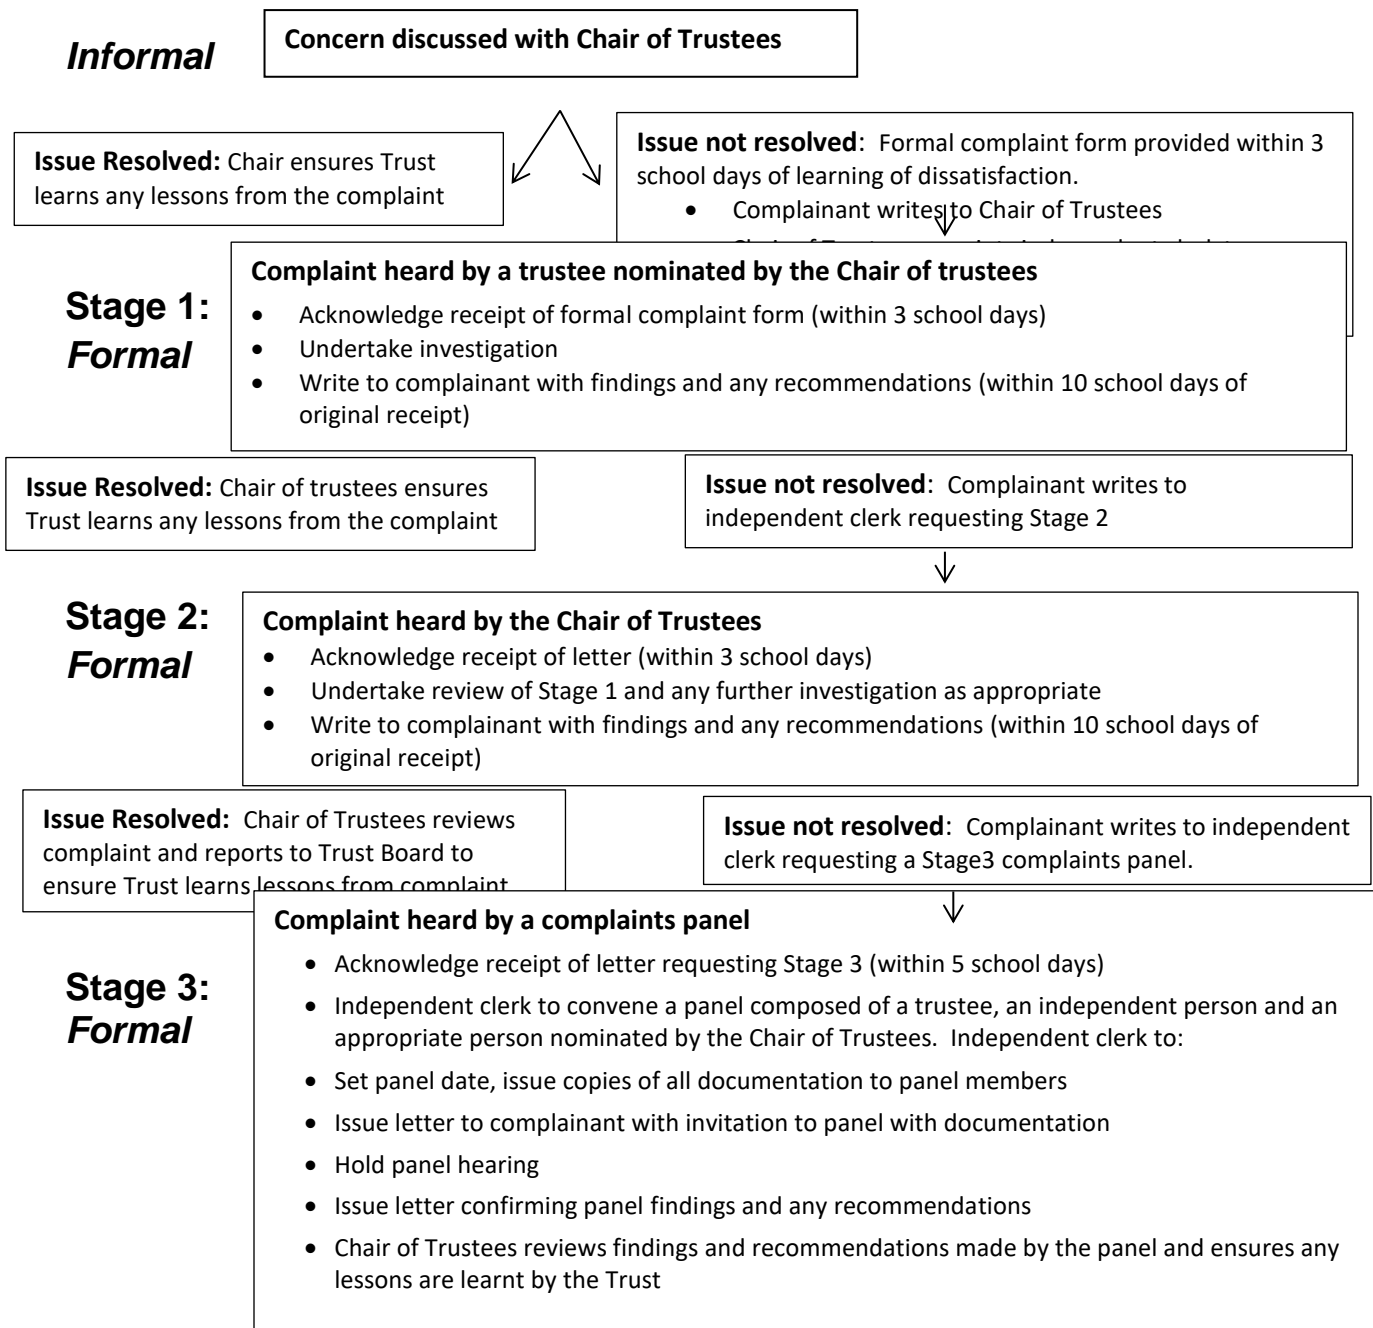 Informal
Concern discussed with Chair of Trustees
Issue Resolved: Chair ensures Trust
learns any lessons from the complaint
Issue not resolved: Formal complaint form provided within 3
school days of learning of dissatisfaction.
• Complainant writes to Chair of Trustees
Stage 1:
Formal
Complaint heard by a trustee nominated by the Chair of trustees
• Acknowledge receipt of formal complaint form (within 3 school days)
• Undertake investigation
• Write to complainant with findings and any recommendations (within 10 school days of
original receipt)
Issue Resolved: Chair of trustees ensures
Trust learns any lessons from the complaint
Issue not resolved: Complainant writes to
independent clerk requesting Stage 2
Stage 2:
Formal
Complaint heard by the Chair of Trustees
• Acknowledge receipt of letter (within 3 school days)
• Undertake review of Stage 1 and any further investigation as appropriate
• Write to complainant with findings and any recommendations (within 10 school days of
original receipt)
Issue Resolved: Chair of Trustees reviews
complaint and reports to Trust Board to
ensure Trust learns lessons from complaint
Issue not resolved: Complainant writes to independent
clerk requesting a Stage3 complaints panel.
Stage 3:
Formal
Complaint heard by a complaints panel
• Acknowledge receipt of letter requesting Stage 3 (within 5 school days)
• Independent clerk to convene a panel composed of a trustee, an independent person and an
appropriate person nominated by the Chair of Trustees. Independent clerk to:
• Set panel date, issue copies of all documentation to panel members
• Issue letter to complainant with invitation to panel with documentation
• Hold panel hearing
• Issue letter confirming panel findings and any recommendations
• Chair of Trustees reviews findings and recommendations made by the panel and ensures any
lessons are learnt by the Trust